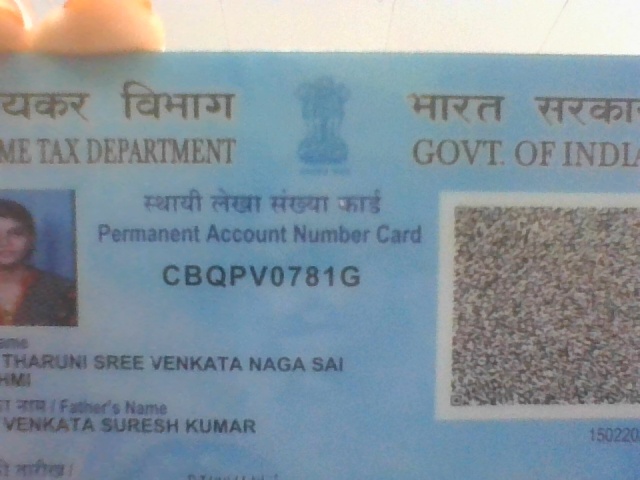 यकर विभाग
भारत सरकार
ME TAX DEPARTMENT
GOVT. OF INDIA
स्थायी लेखा संख्या कार्ड
Permanent Account Number Card
CBQPV0781G
ame
THARUNI SREE VENKATA NAGA SAI
HMI
का नाम / Father's Name
VENKATA SURESH KUMAR
की तारीख /
150220